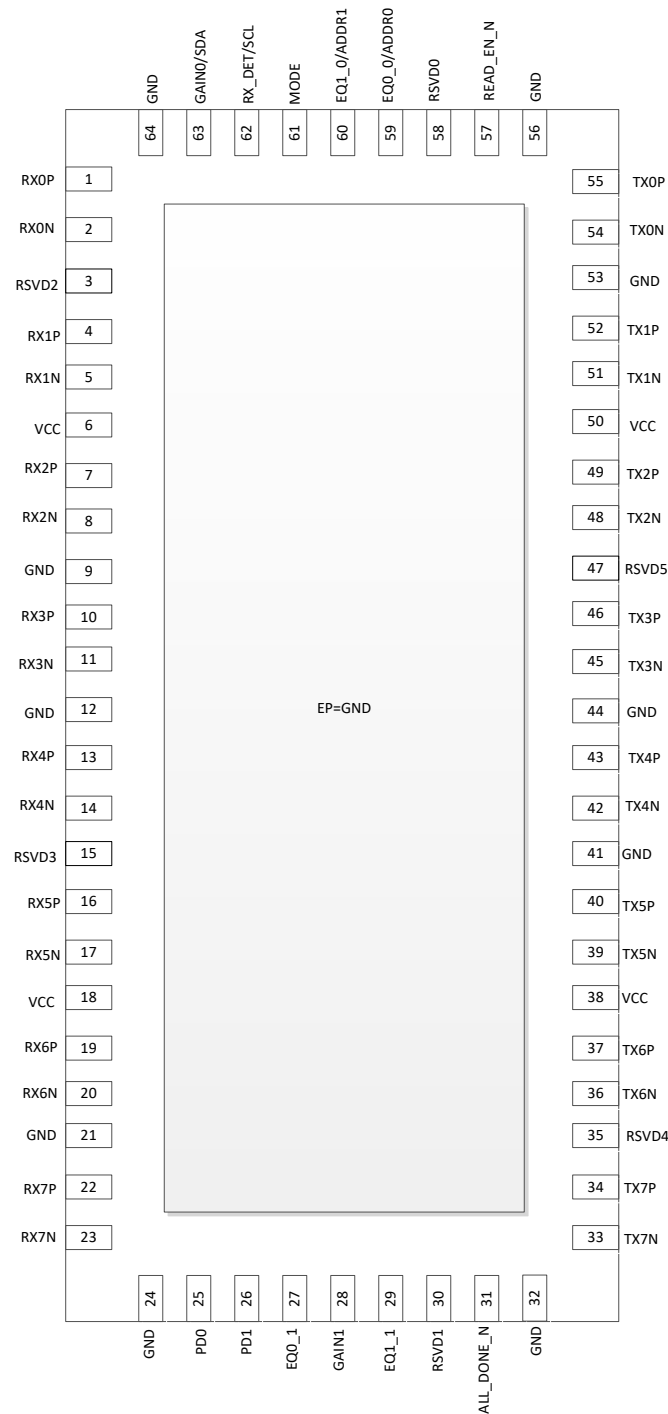 GND
GAIN0/SDA
RX_DET/SCL
MODE
EQ1_0/ADDR1
EQ0_0/ADDR0
RSVD0
READ_EN_N
GND
64
63
62
61
60
59
58
57
56
RX0P 1
RX0N 2
RSVD2 3
RX1P 4
RX1N 5
VCC 6
RX2P 7
RX2N 8
GND 9
RX3P 10
RX3N 11
GND 12
RX4P 13
RX4N 14
RSVD3 15
RX5P 16
RX5N 17
VCC 18
RX6P 19
RX6N 20
GND 21
RX7P 22
RX7N 23
EP=GND
55 TX0P
54 TX0N
53 GND
52 TX1P
51 TX1N
50 VCC
49 TX2P
48 TX2N
47 RSVD5
46 TX3P
45 TX3N
44 GND
43 TX4P
42 TX4N
41 GND
40 TX5P
39 TX5N
38 VCC
37 TX6P
36 TX6N
35 RSVD4
34 TX7P
33 TX7N
24
25
26
27
28
29
30
31
32
GND
PD0
PD1
EQ0_1
GAIN1
EQ1_1
RSVD1
ALL_DONE_N
GND